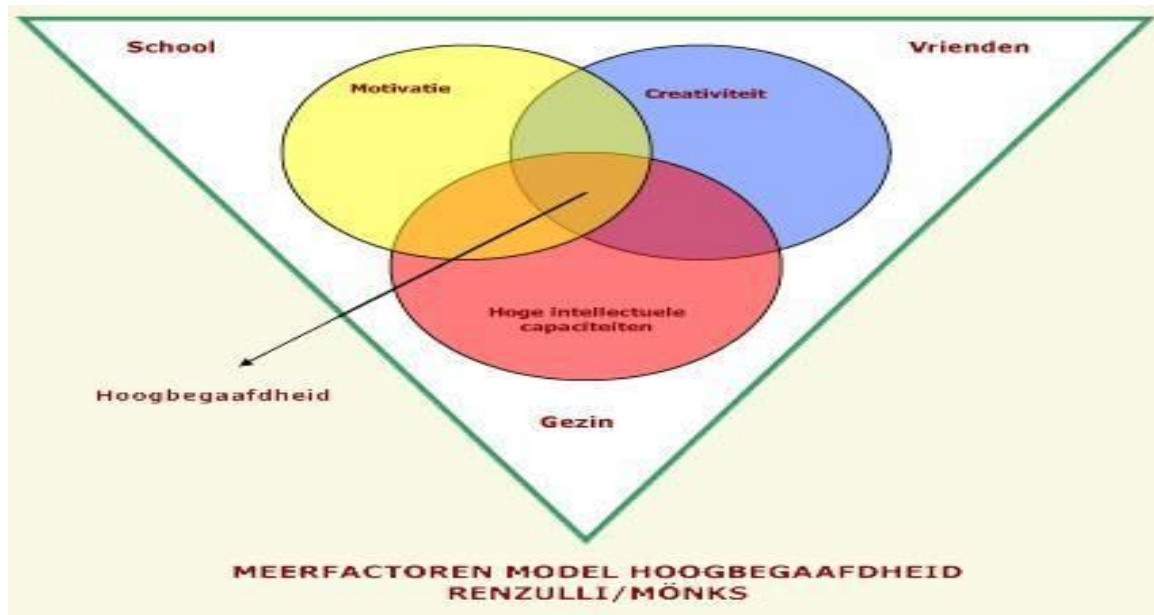 School
Vrienden
Motivatie
Creativiteit
Hoge intellectuele
capaciteiten
Hoogbegaafdheid
Gezin
MEERFACTOREN MODEL HOOGBEGAAFDHEID
RENZULLI/MÖNKS